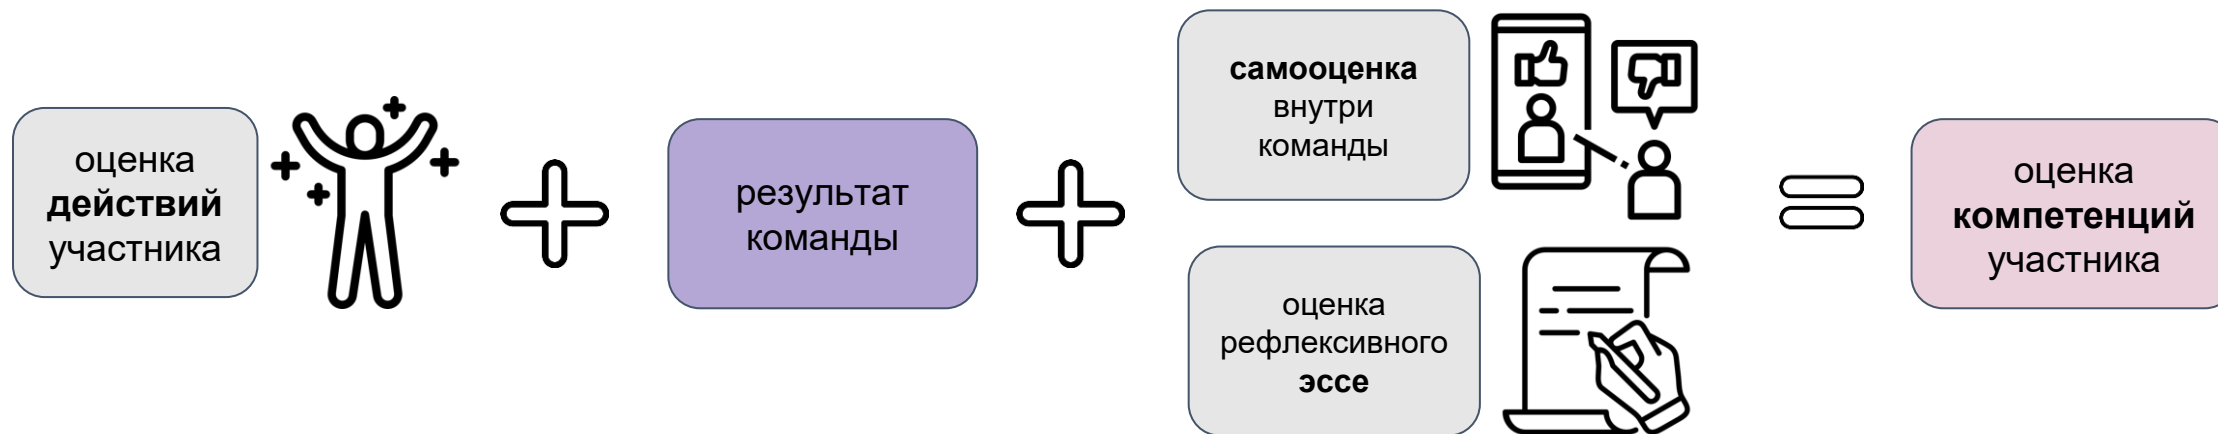 оценка
действий
участника
результат
команды
самооценка
внутри
команды
оценка
рефлексивного
эссе
оценка
компетенций
участника